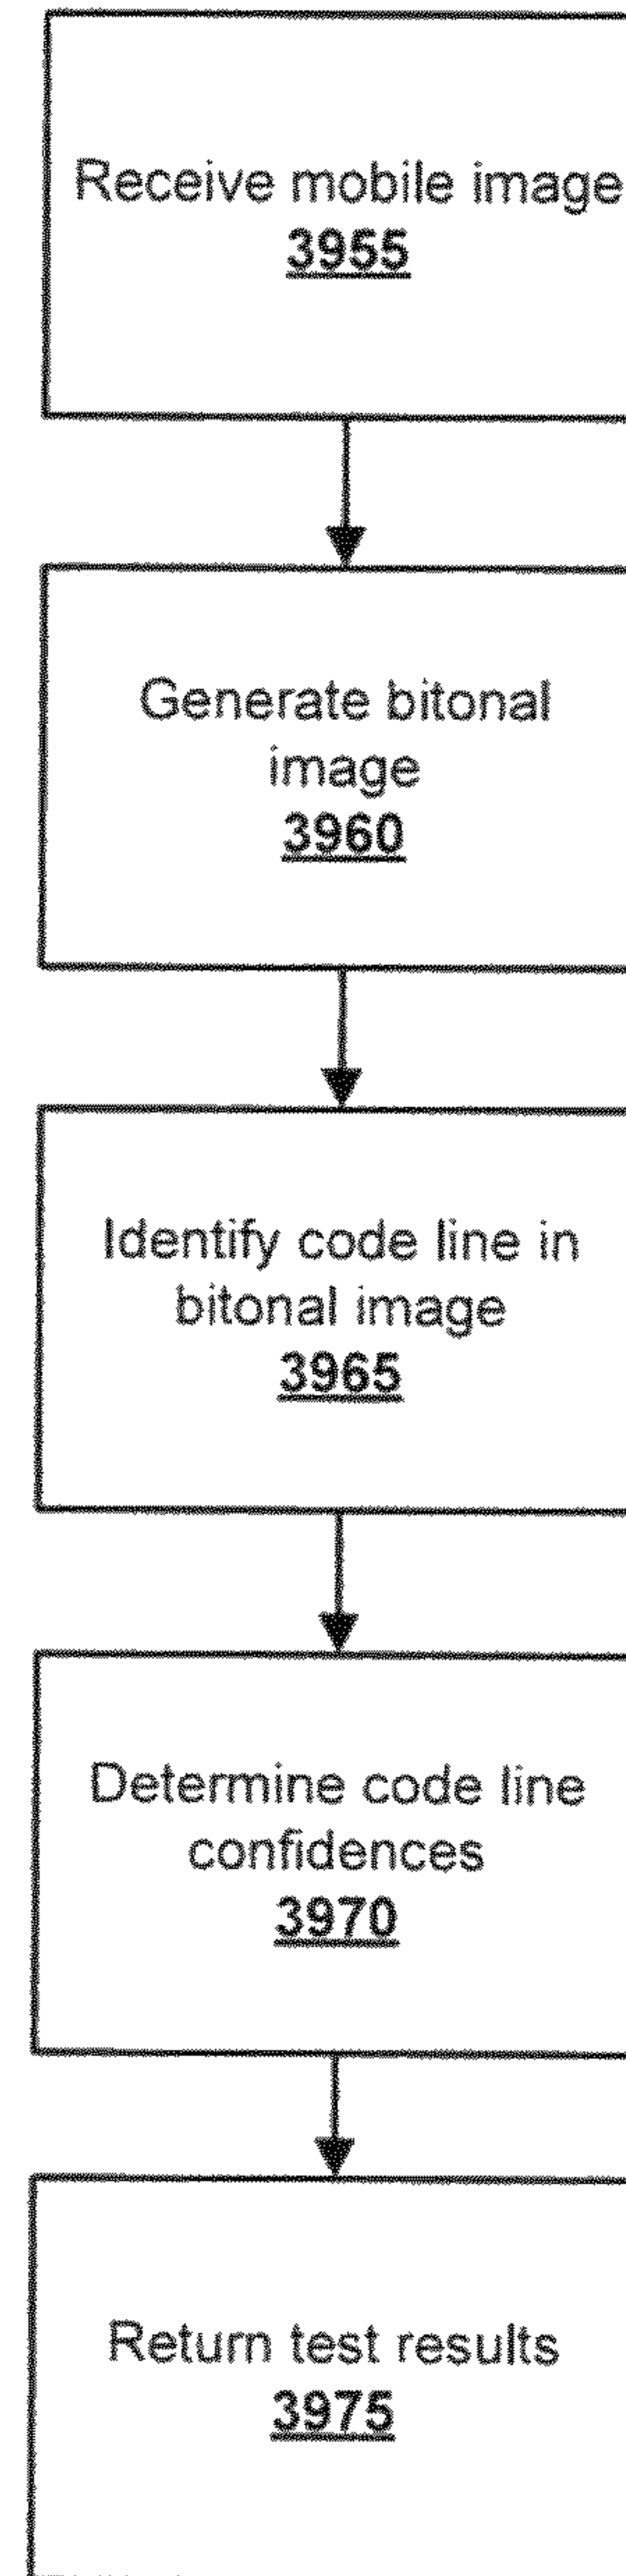 Receive mobile image
3955
Generate bitonal
image
3960
Identify code line in
bitonal image
3965
Determine code line
confidences
3970
Return test results
3975